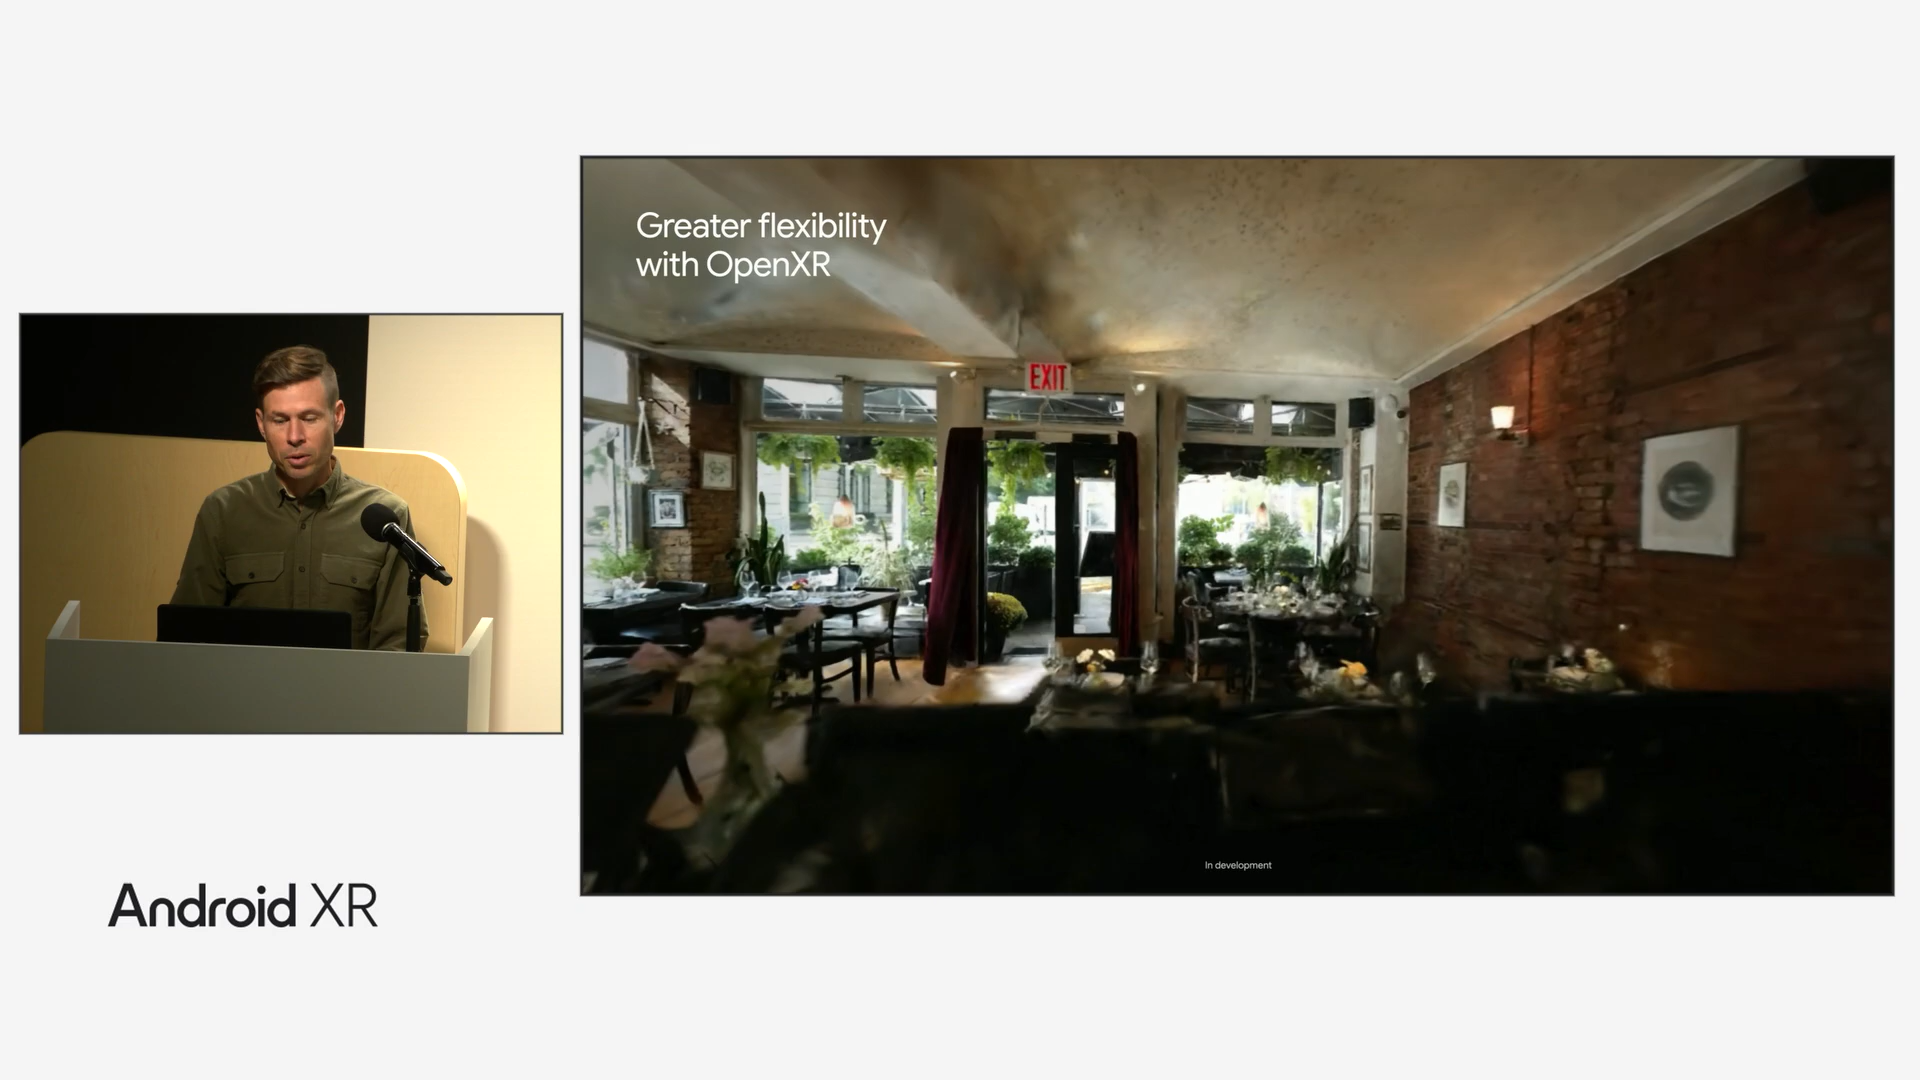 Greater flexibility
with OpenXR
EXIT
In development
Android XR